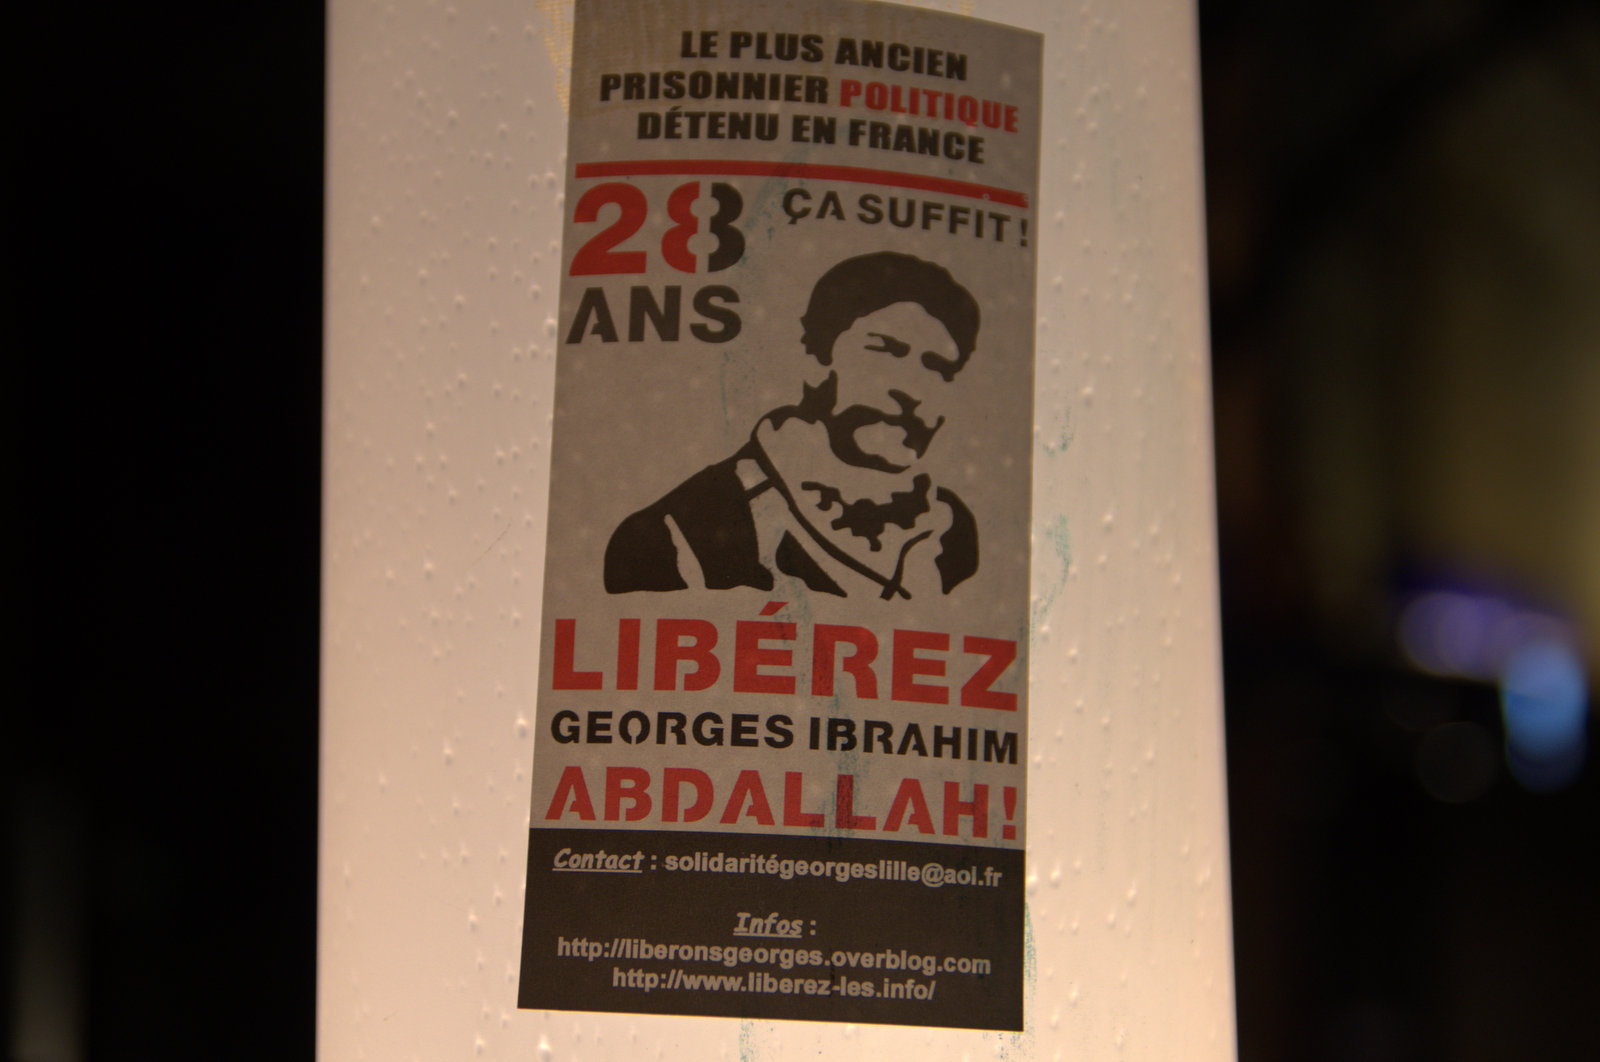 LE PLUS ANCIEN
PRISONNIER POLITIQUE
DÉTENU EN FRANCE
28 ANS
ÇA SUFFIT !
LIBÉREZ
GEORGES IBRAHIM
ABDALLAH!
Contact : solidaritégeorgeslille@aol.fr
Infos :
http://liberonsgeorges.overblog.com
http://www.liberez-les.info/